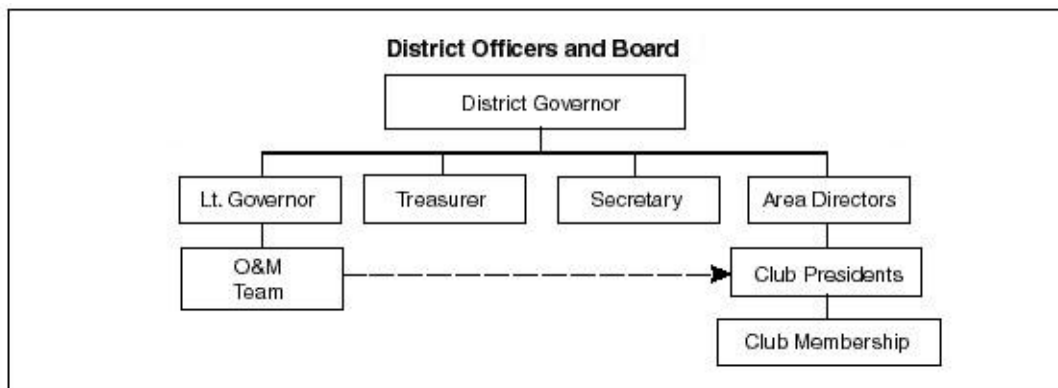 District Officers and Board
District Governor
Lt. Governor
Treasurer
Secretary
Area Directors
O&M
Team
Club Presidents
Club Membership